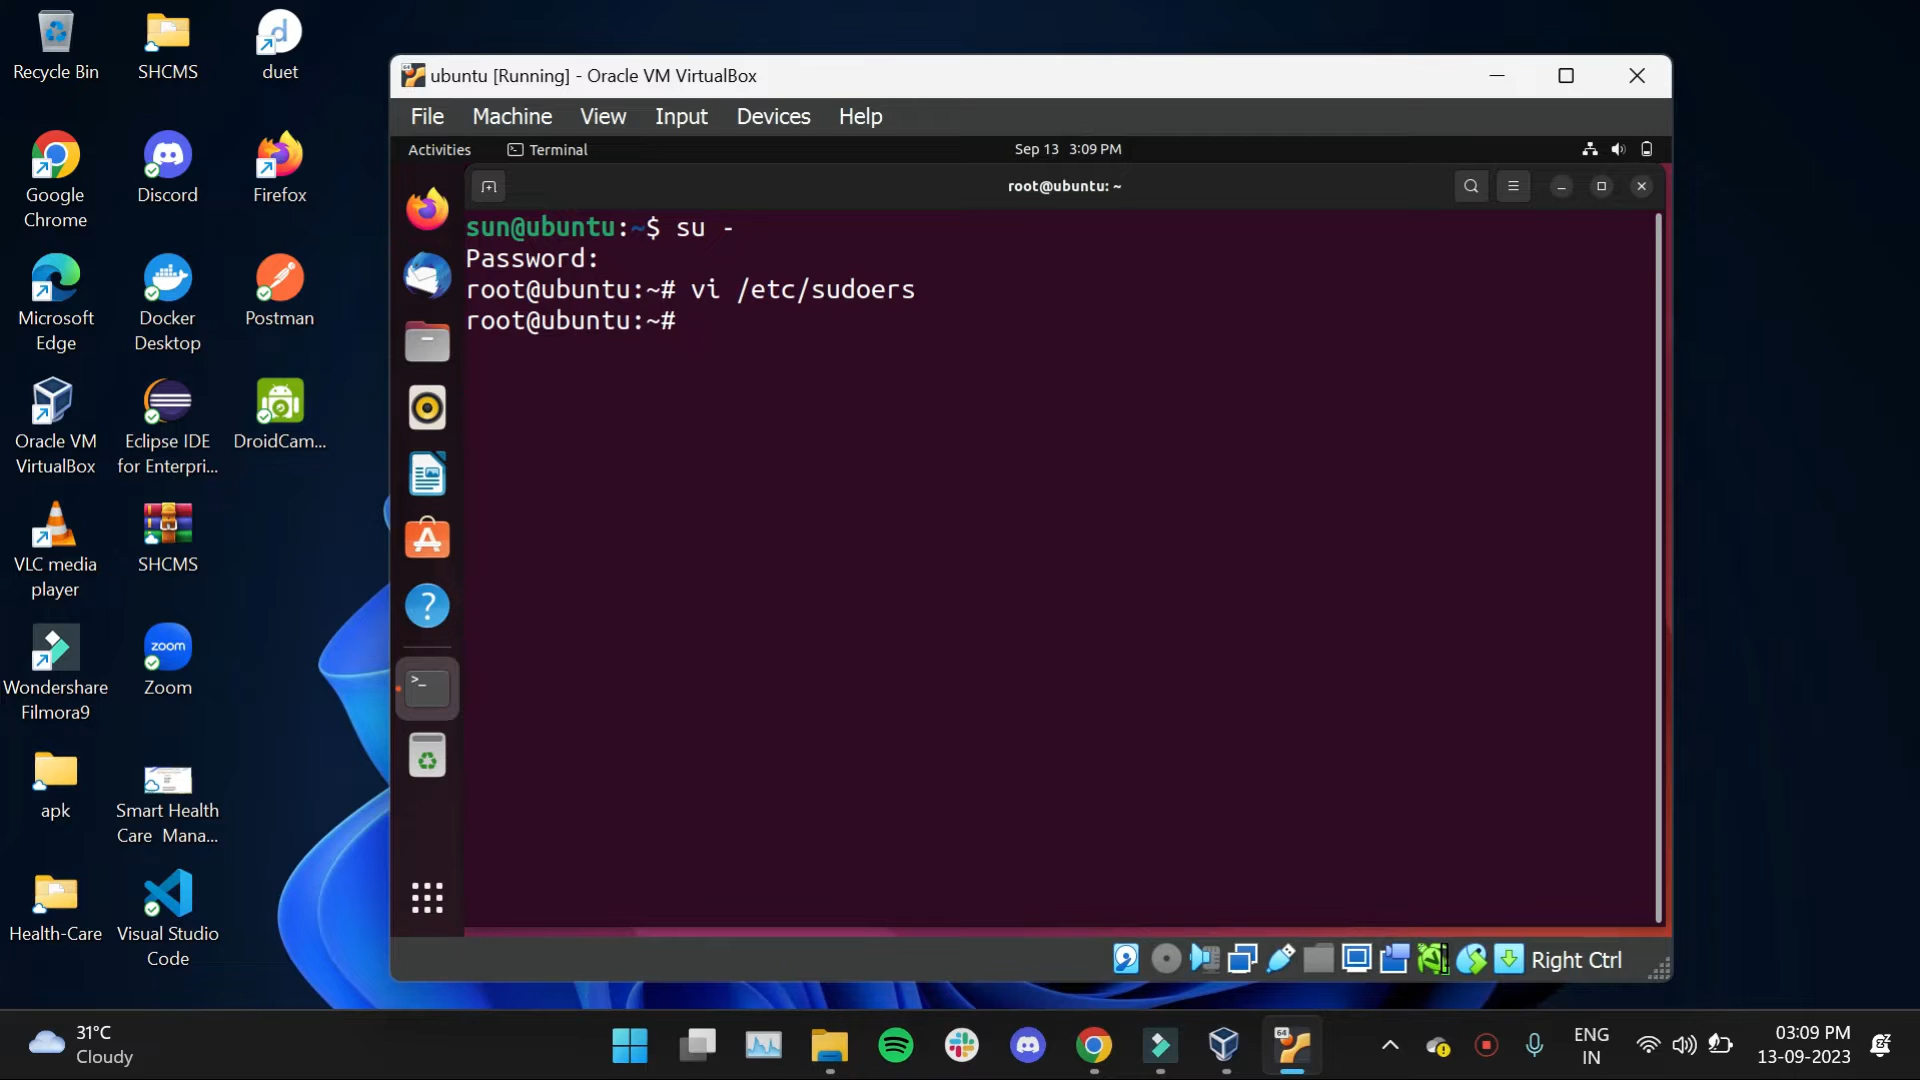 Recycle Bin
SHCMS
duet
Google
Chrome
Discord
Firefox
Microsoft
Edge
Docker
Desktop
Postman
Oracle VM
VirtualBox
Eclipse IDE
for Enterpri...
DroidCam...
VLC media
player
SHCMS
Wondershare
Filmora9
zoom
Zoom
apk
Smart Health
Care Mana...
Health-Care
Visual Studio
Code
ubuntu [Running] - Oracle VM VirtualBox
File Machine View Input Devices Help
Activities Terminal Sep 13 3:09 PM
root@ubuntu: ~
sun@ubuntu:~$ su -
Password:
root@ubuntu:~# vi /etc/sudoers
root@ubuntu:~#
Right Ctrl
31°C
Cloudy
64
ENG
IN
03:09 PM
13-09-2023